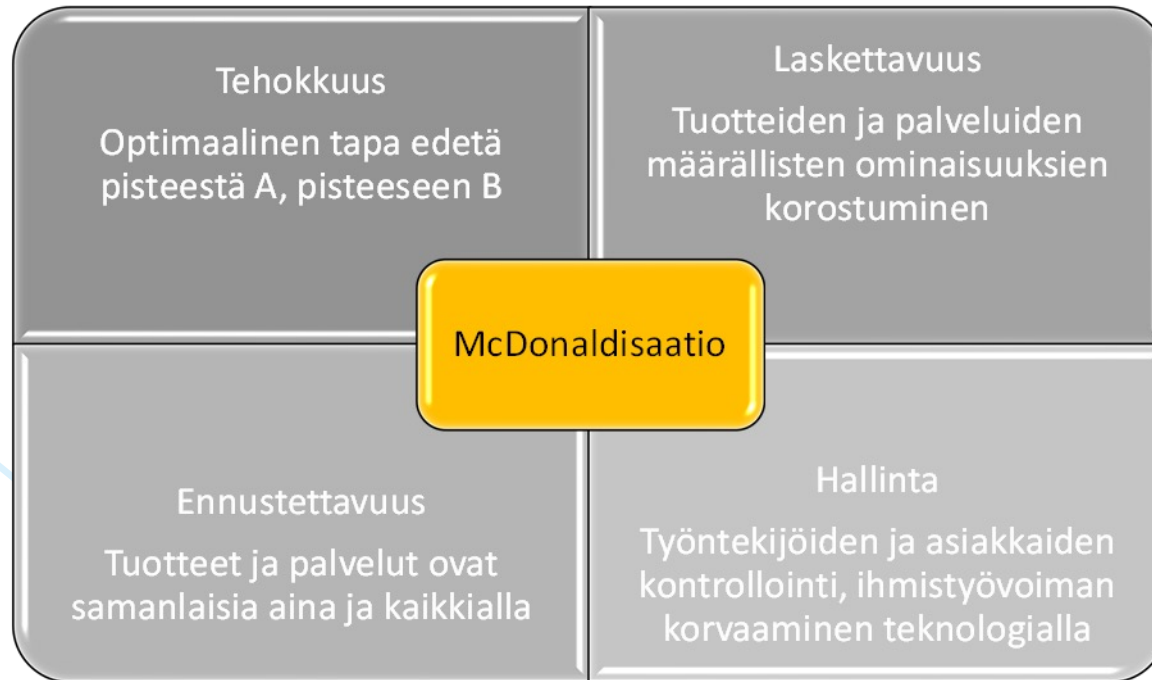 Tehokkuus
Optimaalinen tapa edetä
pisteestä A, pisteeseen B
Laskettavuus
Tuotteiden ja palveluiden
määrällisten ominaisuuksien
korostuminen
McDonaldisaatio
Ennustettavuus
Tuotteet ja palvelut ovat
samanlaisia aina ja kaikkialla
Hallinta
Työntekijöiden ja asiakkaiden
kontrollointi, ihmistyövoiman
korvaaminen teknologialla